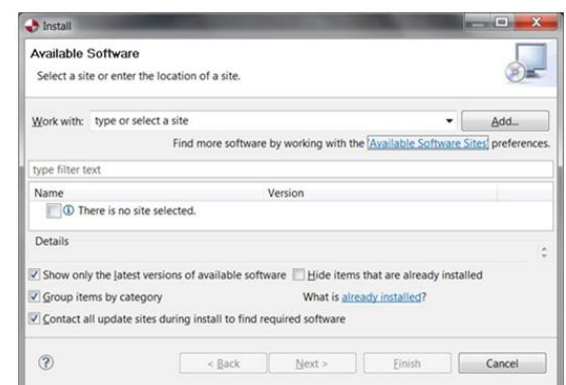 Install
Available Software
Select a site or enter the location of a site.
Work with: type or select a site Add...
Find more software by working with the 'Available Software Sites' preferences.
type filter text
Name Version
There is no site selected.
Details
Show only the latest versions of available software Hide items that are already installed
Group items by category What is already installed?
Contact all update sites during install to find required software
? < Back Next > Finish Cancel